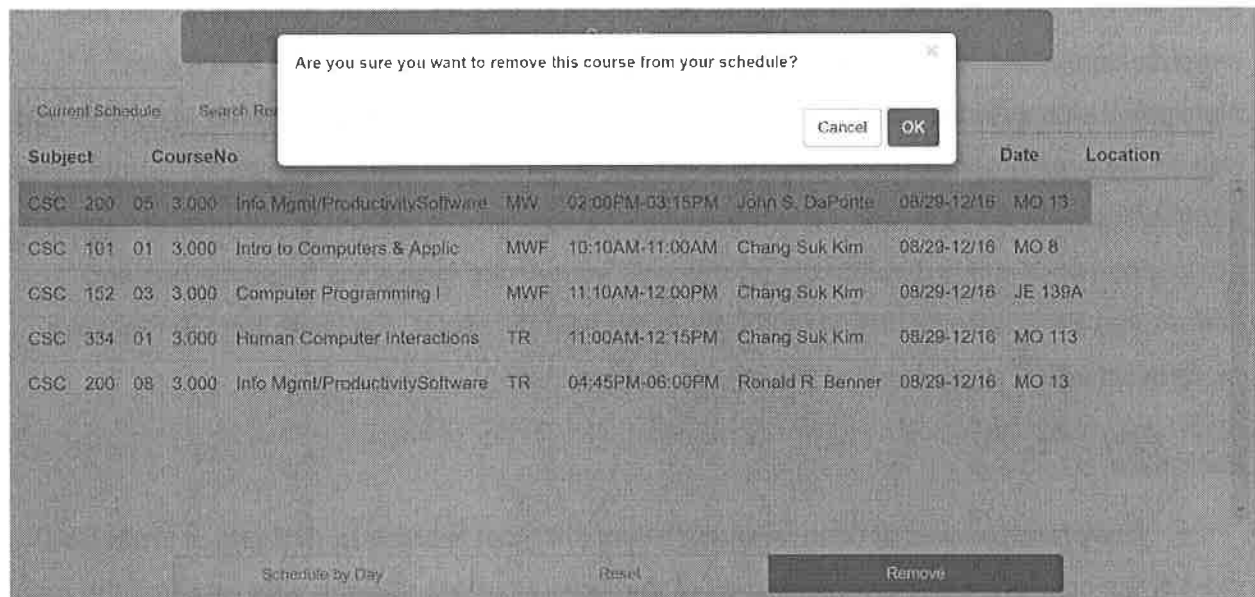 Are you sure you want to remove this course from your schedule?
Cancel OK
Current Schedule Search
Subject CourseNo Date Location
CSC 200 05 3.000 Info Mgmt/ProductivitySoftware MW 02:00PM-03:15PM John S. DaPonte 08/29-12/16 MO 13
CSC 101 01 3.000 Intro to Computers & Applic MWF 10:10AM-11:00AM Chang Suk Kim 08/29-12/16 MO 8
CSC 152 03 3.000 Computer Programming I MWF 11:10AM-12:00PM Chang Suk Kim 08/29-12/16 JE 139A
CSC 334 01 3.000 Human Computer Interactions TR 11:00AM-12:15PM Chang Suk Kim 08/29-12/16 MO 113
CSC 200 08 3.000 Info Mgmt/ProductivitySoftware TR 04:45PM-06:00PM Ronald R. Benner 08/29-12/16 MO 13
Schedule by Day Reset Remove